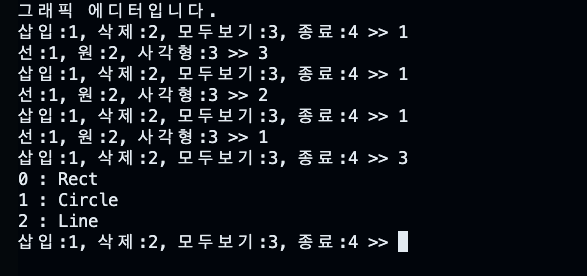 그래픽 에디터입니다.
삽입:1, 삭제:2, 모두보기:3, 종료:4 >> 1
선:1, 원:2, 사각형:3 >> 3
삽입:1, 삭제:2, 모두보기:3, 종료:4 >> 1
선:1, 원:2, 사각형:3 >> 2
삽입:1, 삭제:2, 모두보기:3, 종료:4 >> 1
선:1, 원:2, 사각형:3 >> 1
삽입:1, 삭제:2, 모두보기:3, 종료:4 >> 3
0 : Rect
1 : Circle
2 : Line
삽입:1, 삭제:2, 모두보기:3, 종료:4 >>